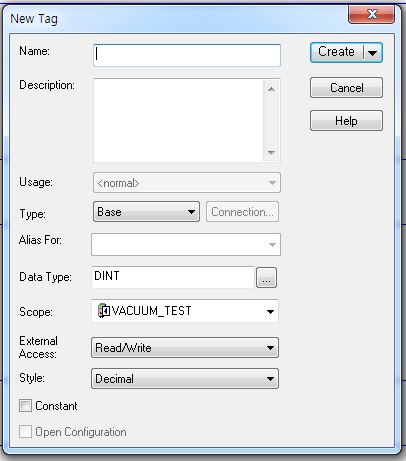 New Tag
Name:
Create
Description:
Cancel
Help
Usage:
<normal>
Type:
Base
Connection...
Alias For:
Data Type:
DINT
...
Scope:
VACUUM_TEST
External
Access:
Read/Write
Style:
Decimal
Constant
Open Configuration